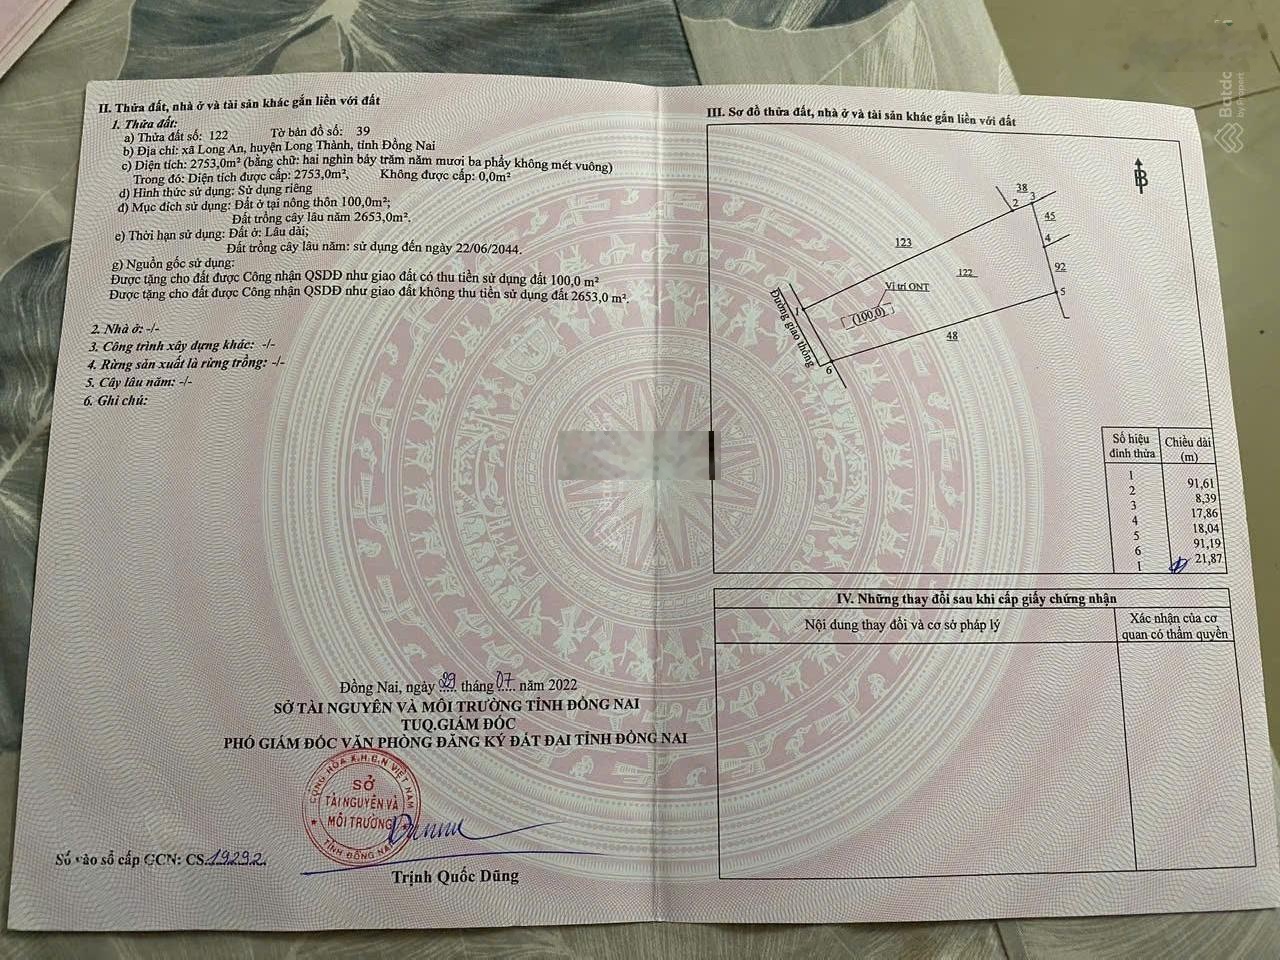 II. Thửa đất, nhà ở và tài sản khác gắn liền với đất
1. Thửa đất:
a) Thửa đất số: 122 Tờ bản đồ số: 39
b) Địa chỉ: xã Long An, huyện Long Thành, tỉnh Đồng Nai
c) Diện tích: 2753,0m² (bằng chữ: hai nghìn bảy trăm năm mươi ba phẩy không mét vuông)
Trong đó: Diện tích được cấp: 2753,0m², Không được cấp: 0,0m²
d) Hình thức sử dụng: Sử dụng riêng
đ) Mục đích sử dụng: Đất ở tại nông thôn 100,0m²;
Đất trồng cây lâu năm 2653,0m².
e) Thời hạn sử dụng: Đất ở: Lâu dài;
Đất trồng cây lâu năm: sử dụng đến ngày 22/06/2044.
g) Nguồn gốc sử dụng:
Được tặng cho đất được Công nhận QSDĐ như giao đất có thu tiền sử dụng đất 100,0 m²
Được tặng cho đất được Công nhận QSDĐ như giao đất không thu tiền sử dụng đất 2653,0 m².
2. Nhà ở: -/-
3. Công trình xây dựng khác: -/-
4. Rừng sản xuất là rừng trồng: -/-
5. Cây lâu năm: -/-
6. Ghi chú:
Đồng Nai, ngày 29 tháng 07 năm 2022
SỞ TÀI NGUYÊN VÀ MÔI TRƯỜNG TỈNH ĐỒNG NAI
TUQ.GIÁM ĐỐC
PHÓ GIÁM ĐỐC VĂN PHÒNG ĐĂNG KÝ ĐẤT ĐAI TỈNH ĐỒNG NAI
CỘNG HÒA X.H.C.N VIỆT NAM
SỞ
TÀI NGUYÊN VÀ
MÔI TRƯỜNG
TỈNH ĐỒNG NAI
Số vào sổ cấp GCN: CS.19292.
Trịnh Quốc Dũng
III. Sơ đồ thửa đất, nhà ở và tài sản khác gắn liền với đất
B
38
2 3
45
123
4
92
122
Vị trí ONT
5
1
(100,0)
Đường giao thông
48
6
Số hiệu đỉnh thửa Chiều dài (m)
1
91,61
2
8,39
3
17,86
4
18,04
5
91,19
6
21,87
1
IV. Những thay đổi sau khi cấp giấy chứng nhận
Nội dung thay đổi và cơ sở pháp lý
Xác nhận của cơ
quan có thẩm quyền
Batdc
by Property